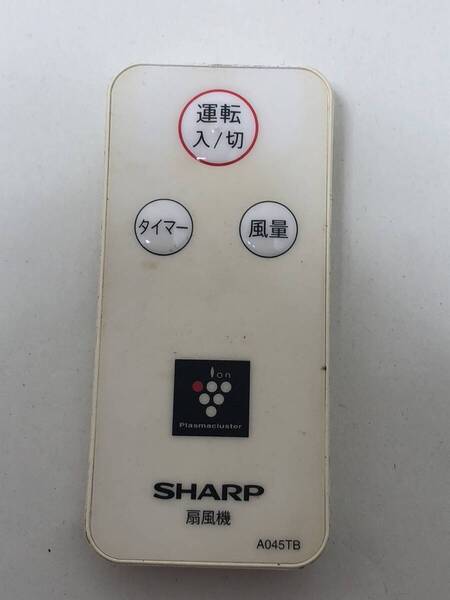 運転
入/切
タイマー
風量
Ion
Plasmacluster
SHARP
扇風機
A045TB